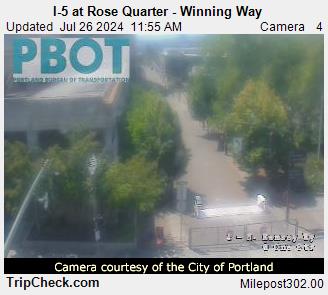 I-5 at Rose Quarter - Winning Way
Updated Jul 26 2024 11:55 AM Camera 4
PBOT
PORTLAND BUREAU OF TRANSPORTATION
Camera courtesy of the City of Portland
TripCheck.com Milepost302.00